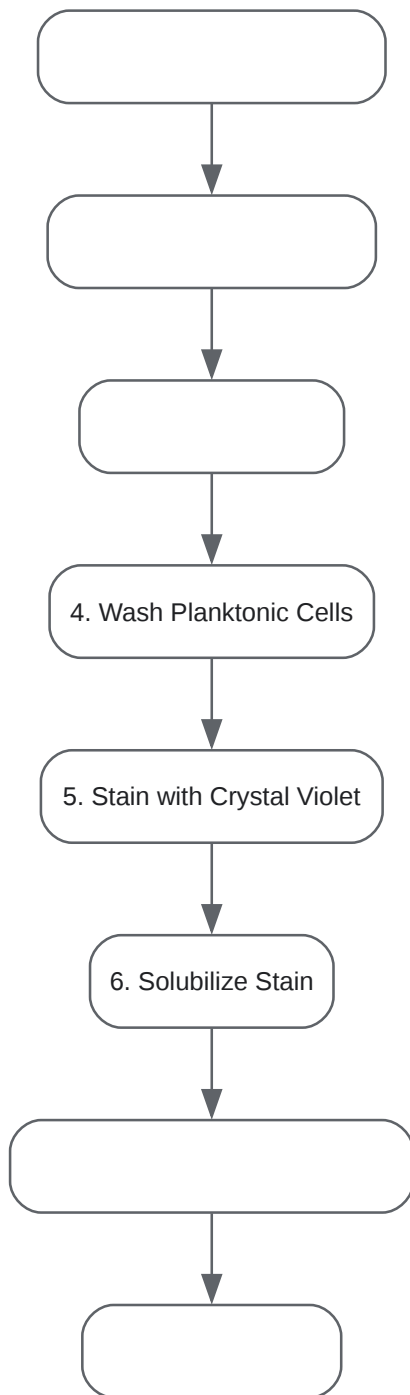 4. Wash Planktonic Cells
5. Stain with Crystal Violet
6. Solubilize Stain